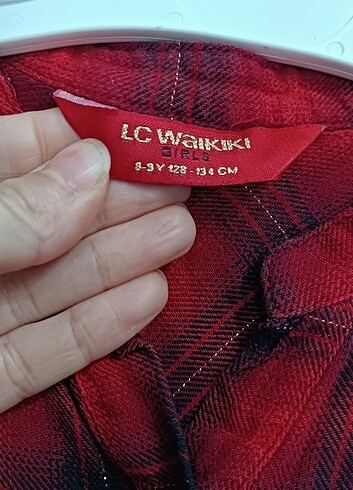 LC WAIKIKI
GIRLS
8-9 Y 128 - 134 CM